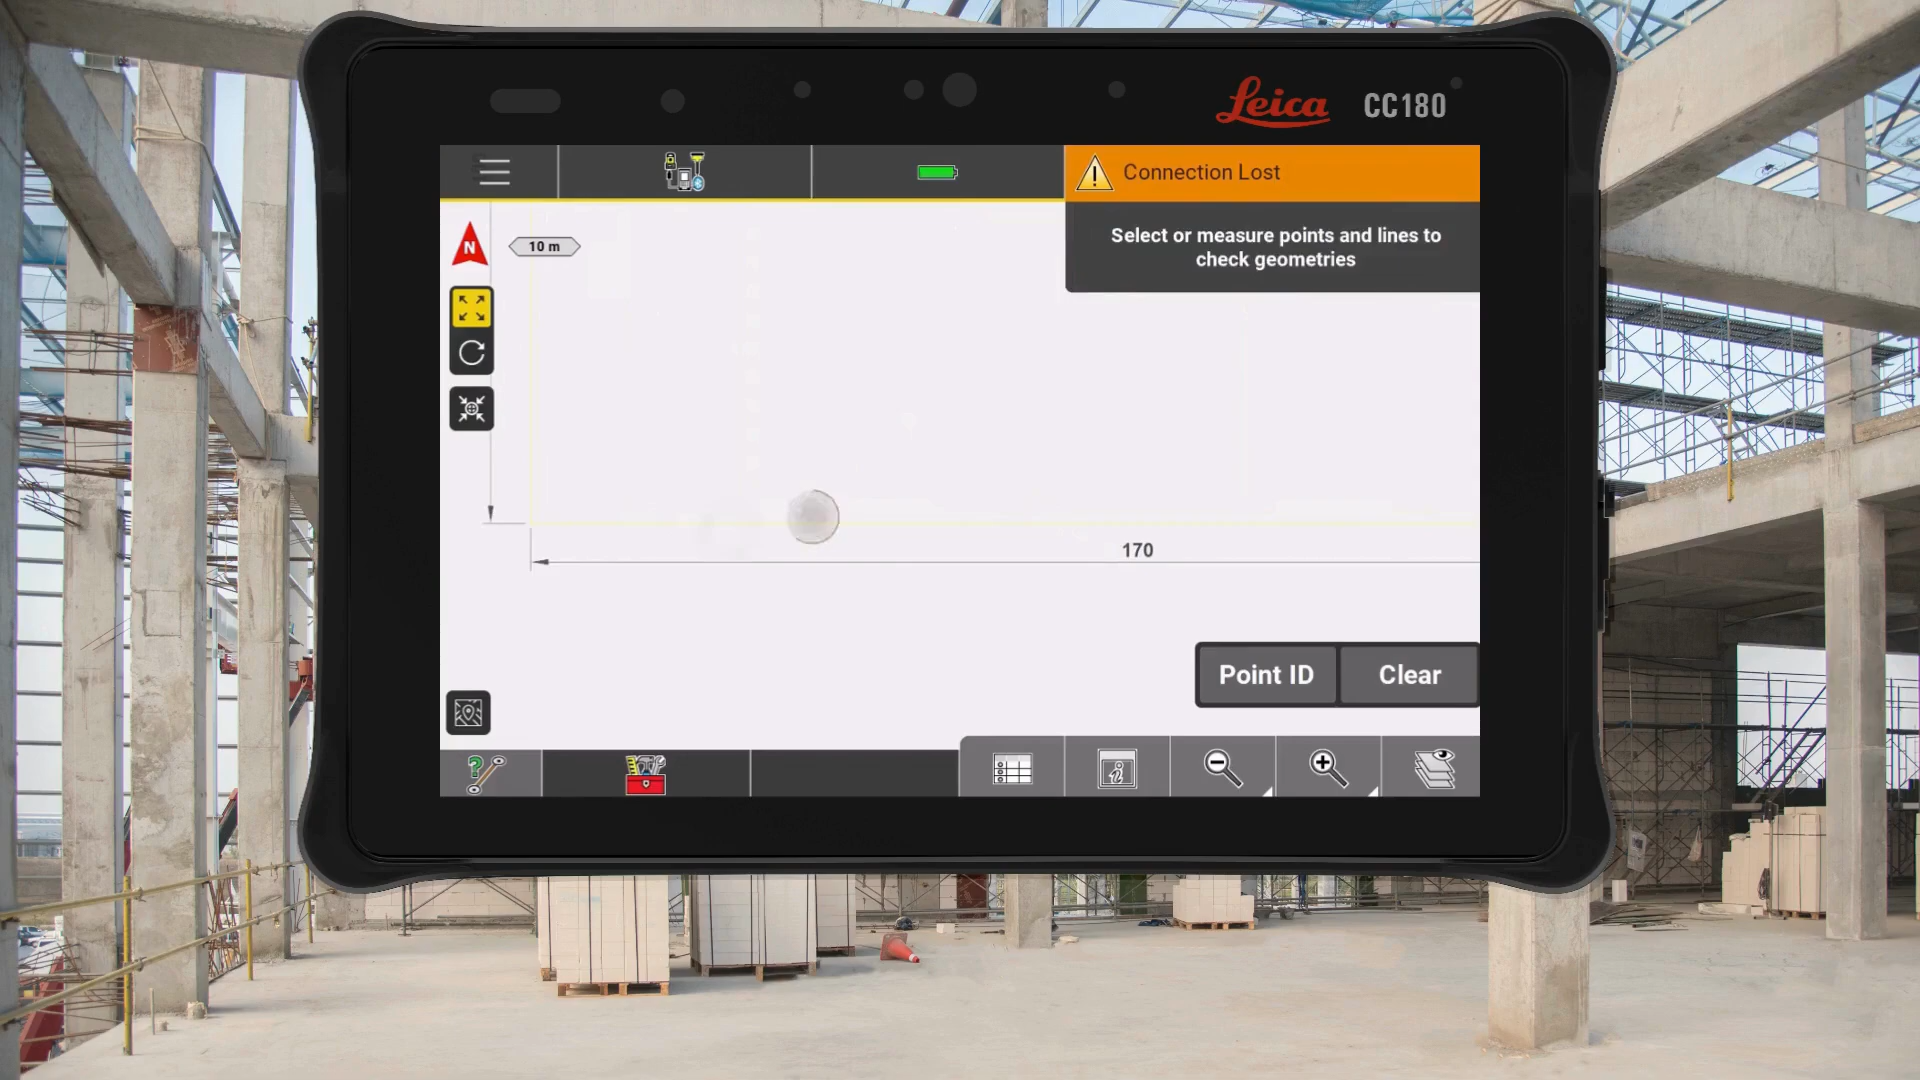 Leica CC180
Connection Lost
Select or measure points and lines to
check geometries
N
10 m
170
Point ID
Clear